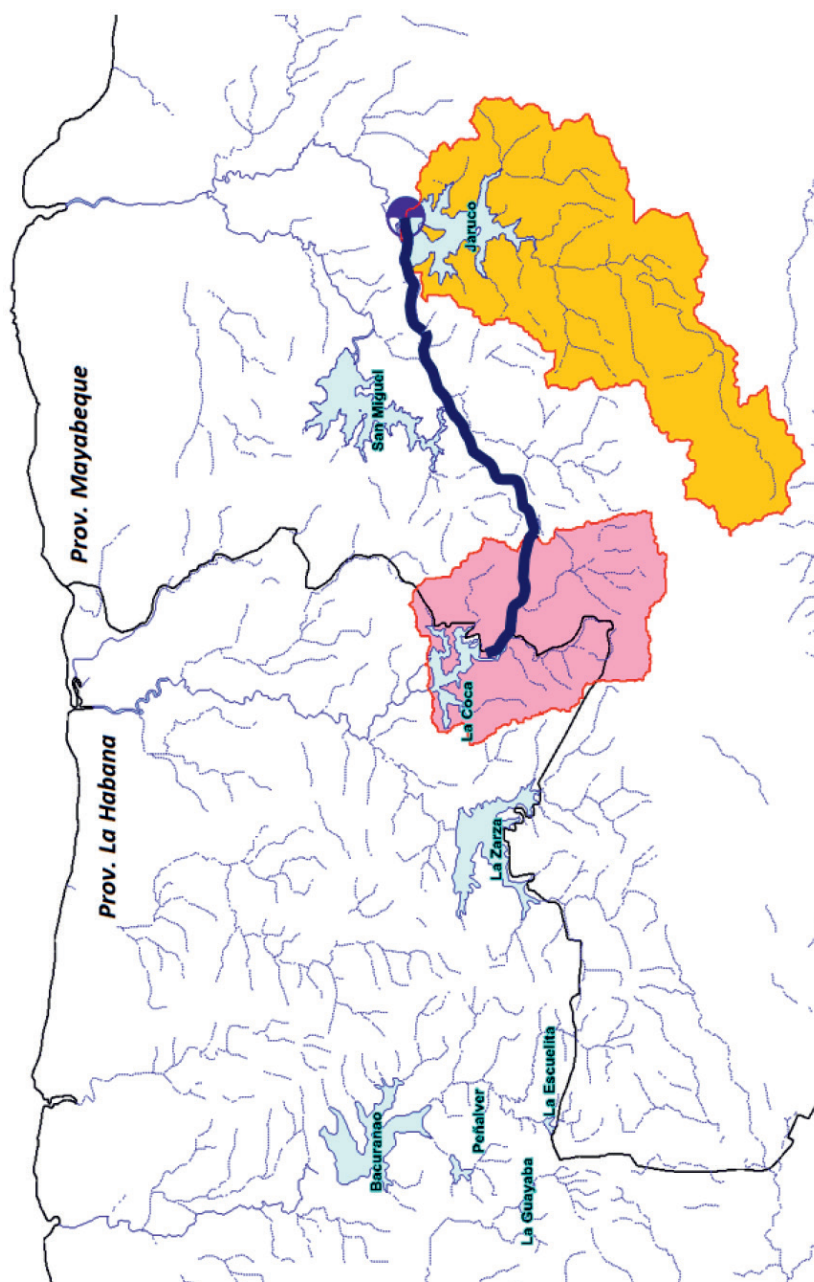 Prov. Mayabeque
Prov. La Habana
Jaruco
San Miguel
La Coca
La Zarza
Bacuranao
Peñalver
La Escuelita
La Guayaba